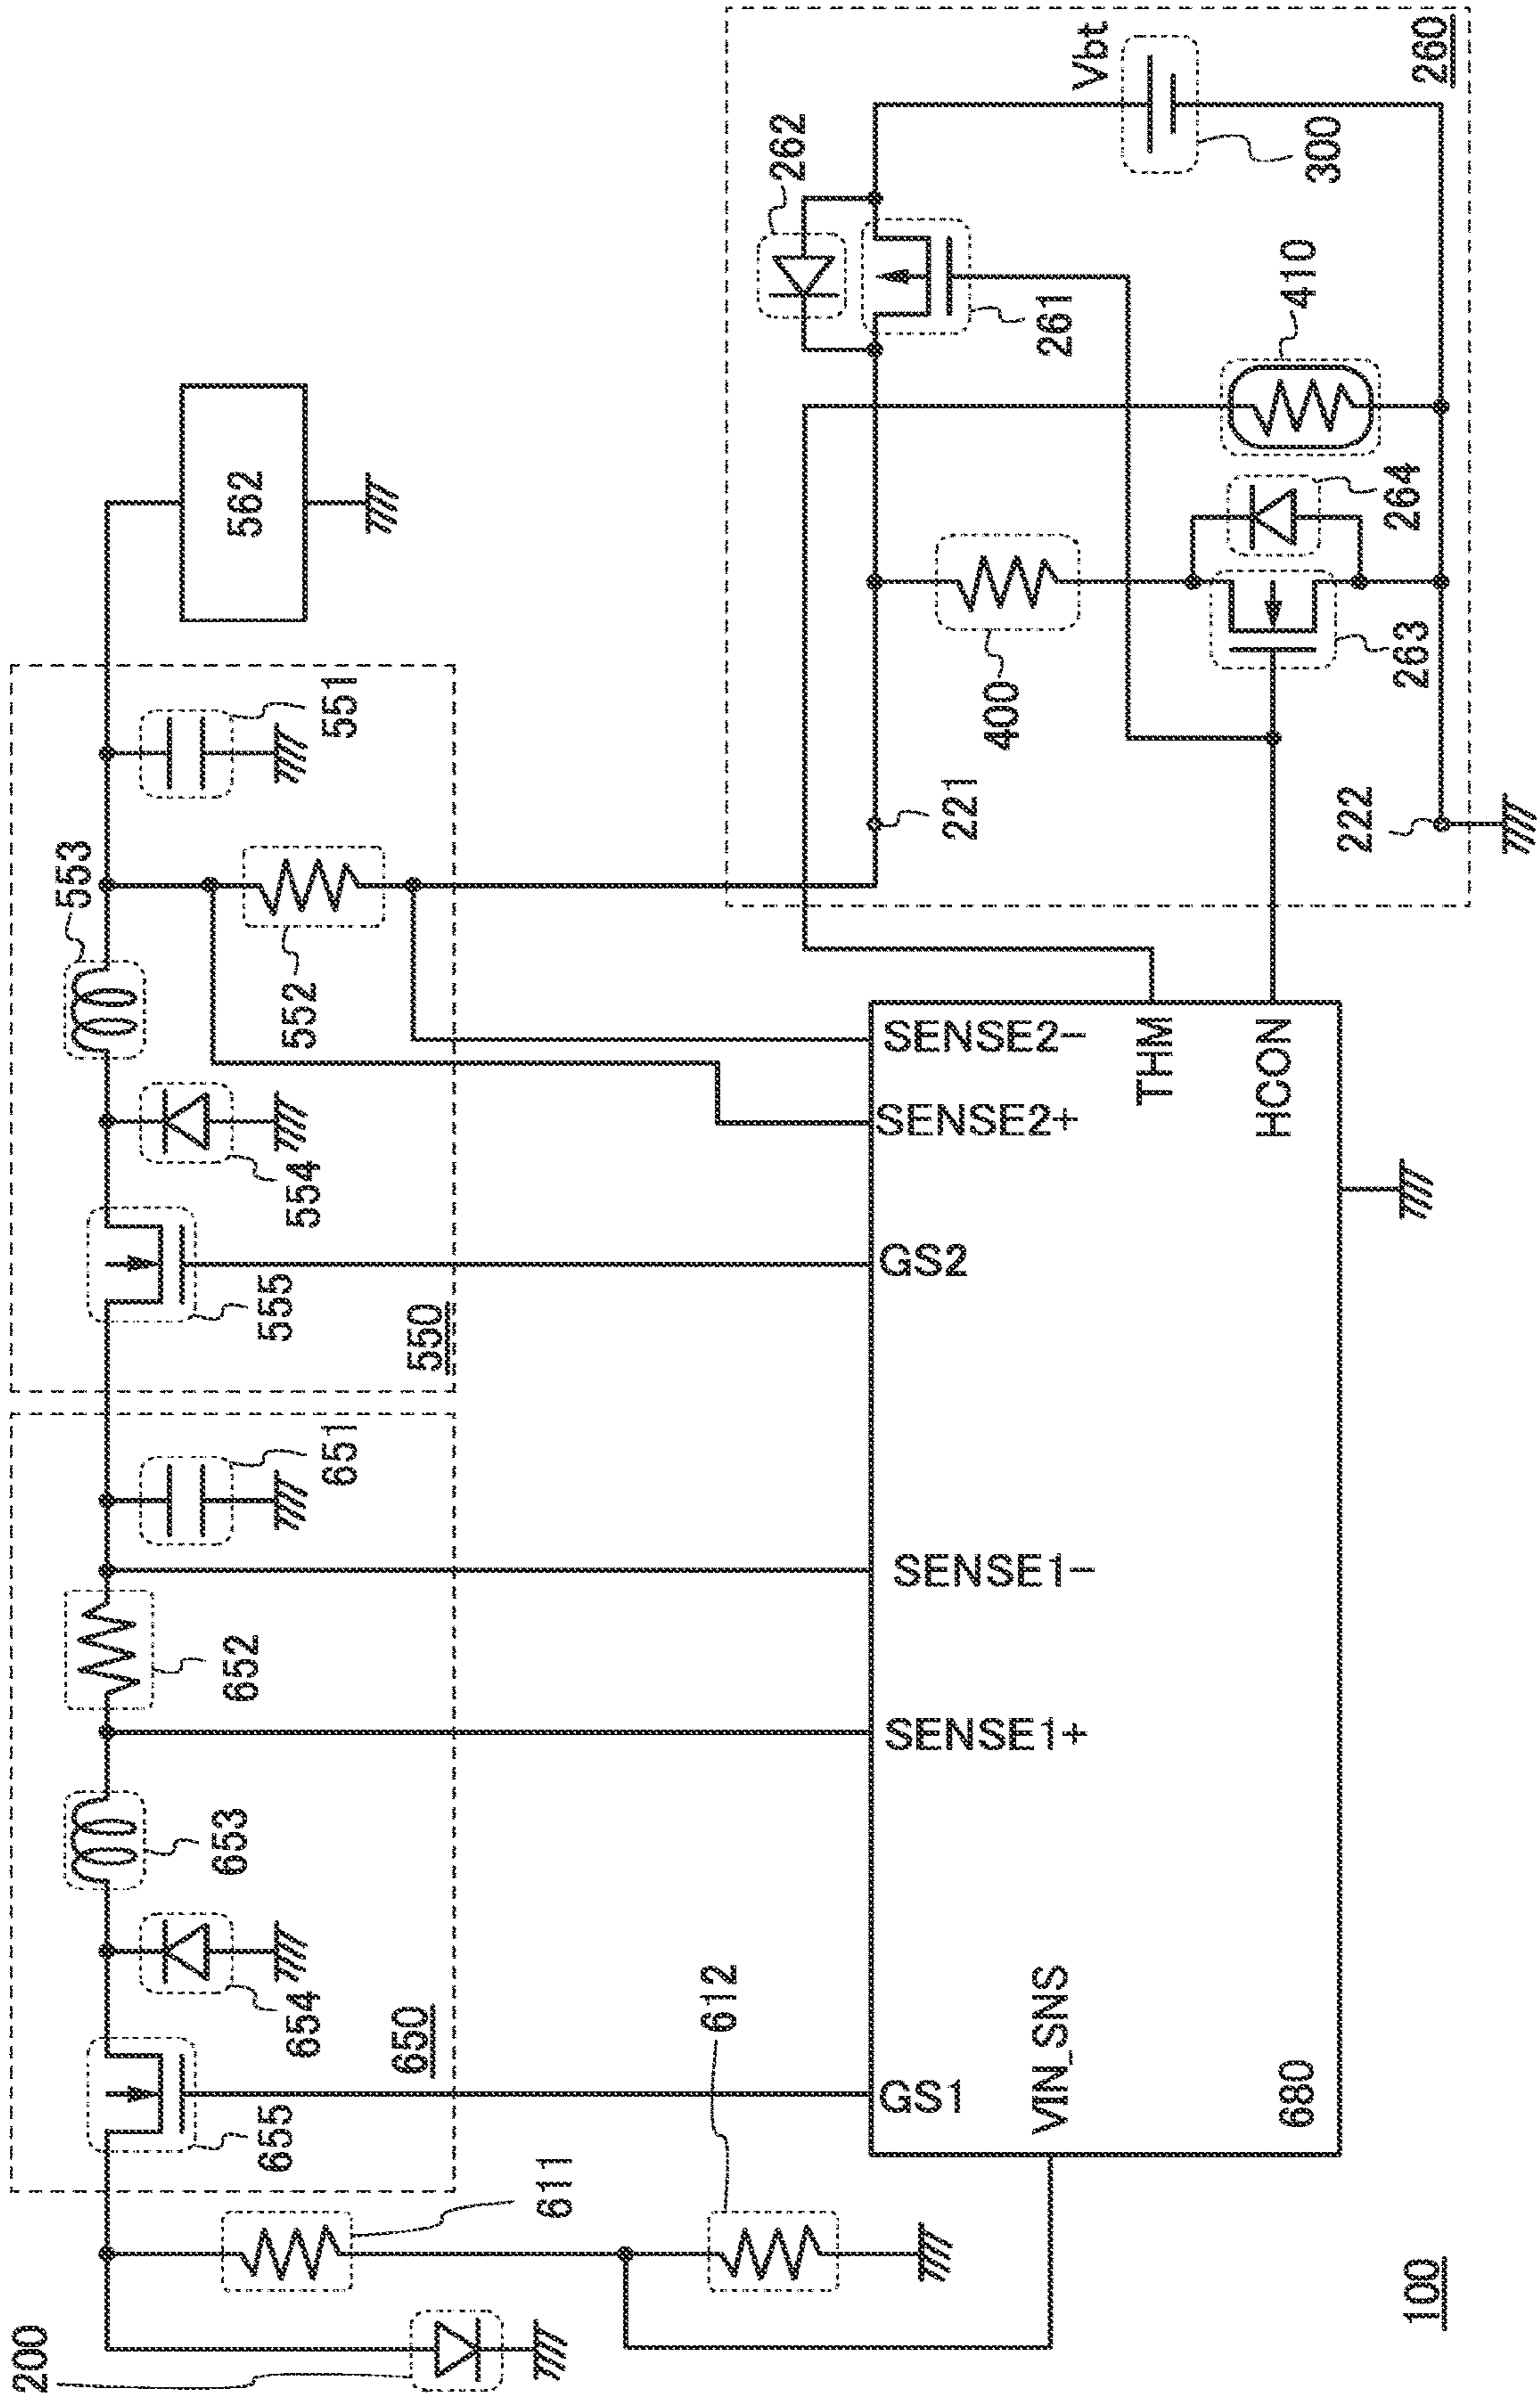 200
611
612
655
654
653
652
651
650
555
554
553
552
551
550
562
GS1
SENSE1+
SENSE1−
GS2
SENSE2+
SENSE2−
VIN_SNS
THM
HCON
680
221
222
400
261
262
263
264
410
300
Vbt
260
100